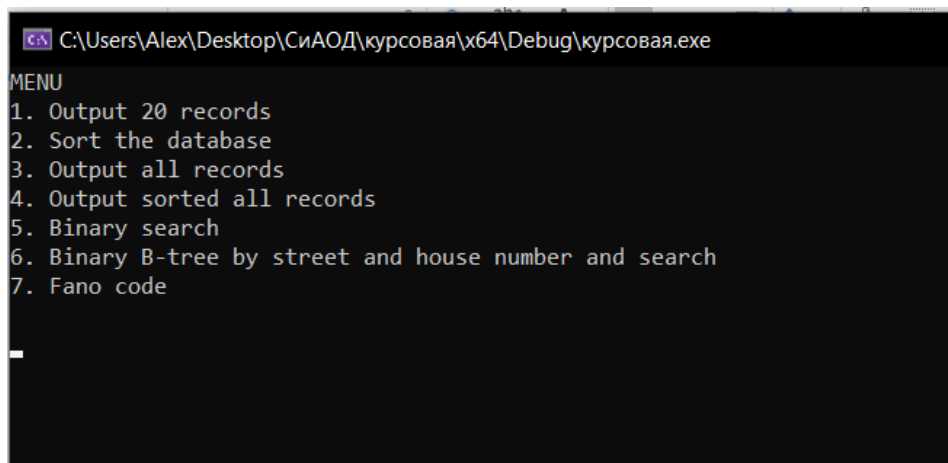 C:\Users\Alex\Desktop\СиАОД\курсовая\x64\Debug\курсовая.exe
MENU
1. Output 20 records
2. Sort the database
3. Output all records
4. Output sorted all records
5. Binary search
6. Binary B-tree by street and house number and search
7. Fano code